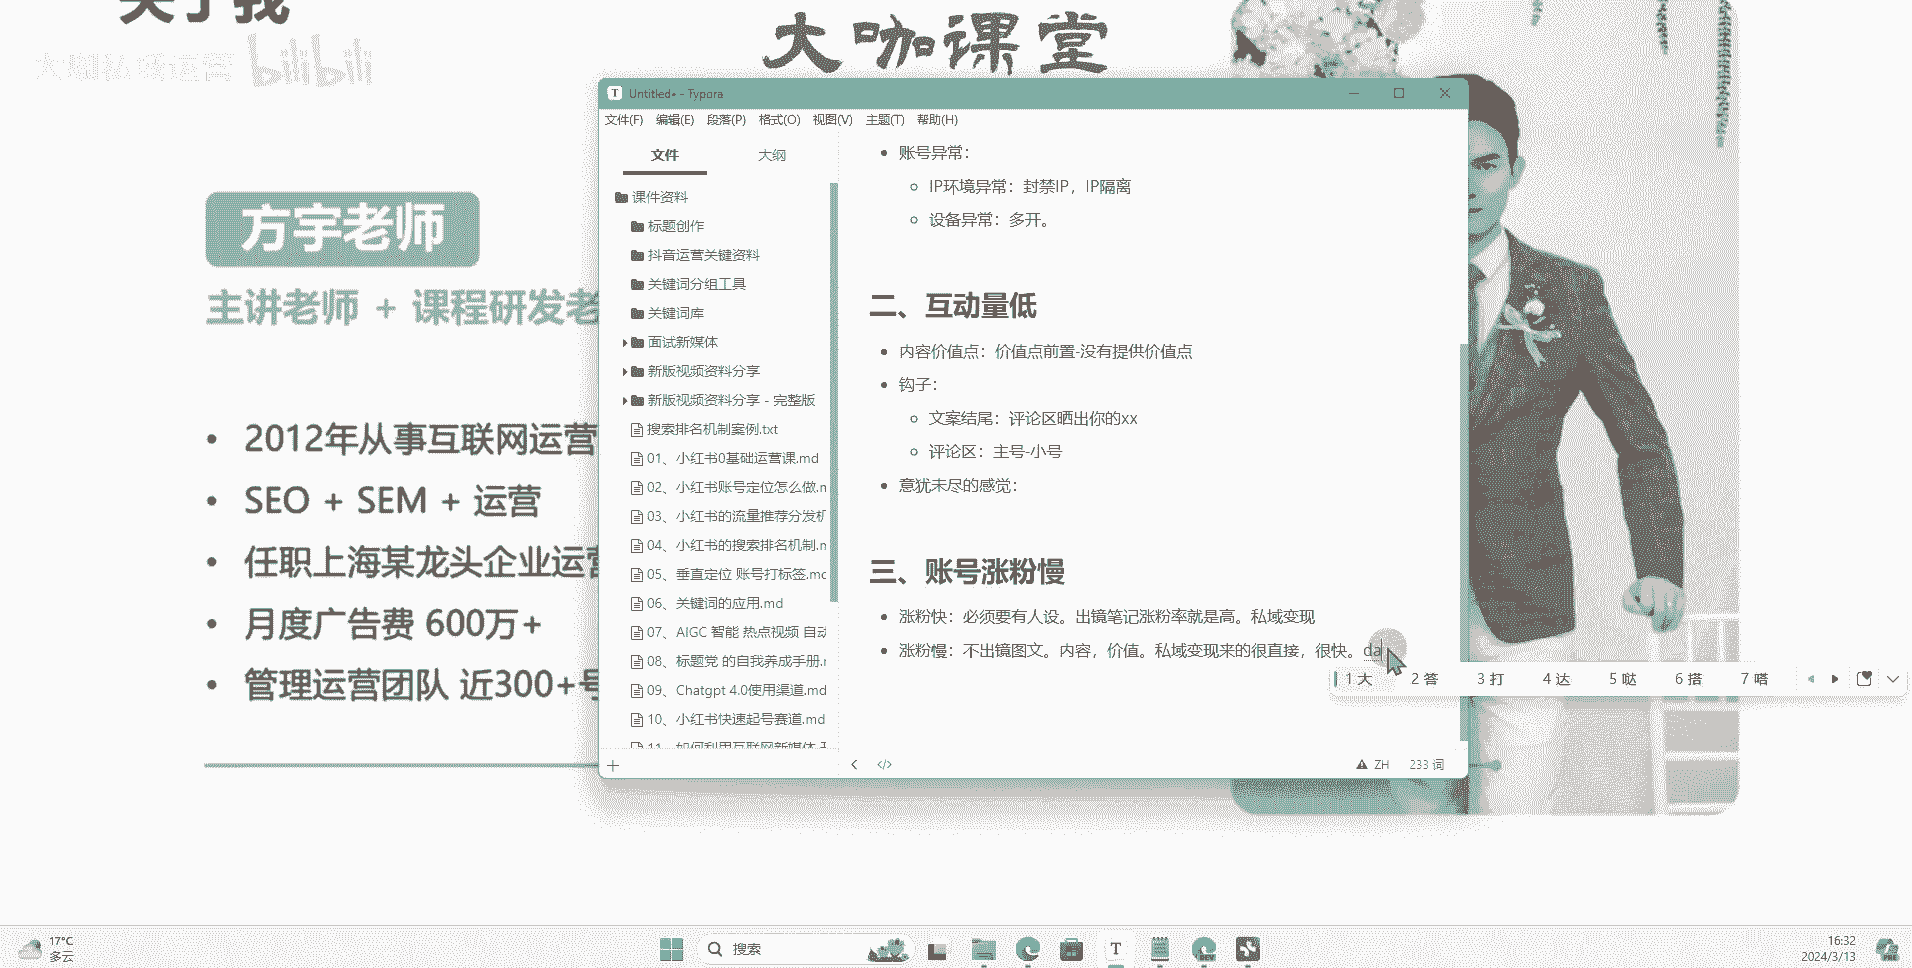 关于我
大咖私域运营 bilibili
大咖课堂
方宇老师
主讲老师 + 课程研发老
2012年从事互联网运营
SEO + SEM + 运营
任职上海某龙头企业运营
月度广告费 600万+
管理运营团队 近300+号
Untitled• - Typora
文件(F) 编辑(E) 段落(P) 格式(O) 视图(V) 主题(T) 帮助(H)
文件 大纲
课件资料
标题创作
抖音运营关键资料
关键词分组工具
关键词库
面试新媒体
新版视频资料分享
新版视频资料分享 - 完整版
搜索排名机制案例.txt
01、小红书0基础运营课.md
02、小红书账号定位怎么做.m
03、小红书的流量推荐分发机
04、小红书的搜索排名机制.m
05、垂直定位 账号打标签.mc
06、关键词的应用.md
07、AIGC 智能 热点视频 自动
08、标题党 的自我养成手册.r
09、Chatgpt 4.0使用渠道.md
10、小红书快速起号赛道.md
11、如何利用互联网新媒体
账号异常：
IP环境异常：封禁IP，IP隔离
设备异常：多开。
二、互动量低
内容价值点：价值点前置-没有提供价值点
钩子：
文案结尾：评论区晒出你的xx
评论区：主号-小号
意犹未尽的感觉：
三、账号涨粉慢
涨粉快：必须要有人设。出镜笔记涨粉率就是高。私域变现
涨粉慢：不出镜图文。内容，价值。私域变现来的很直接，很快。da
1 大 2 答 3 打 4 达 5 哒 6 搭 7 嗒
ZH 233 词
17°C
多云
搜索
T
DEV
16:32
2024/3/13
PRE